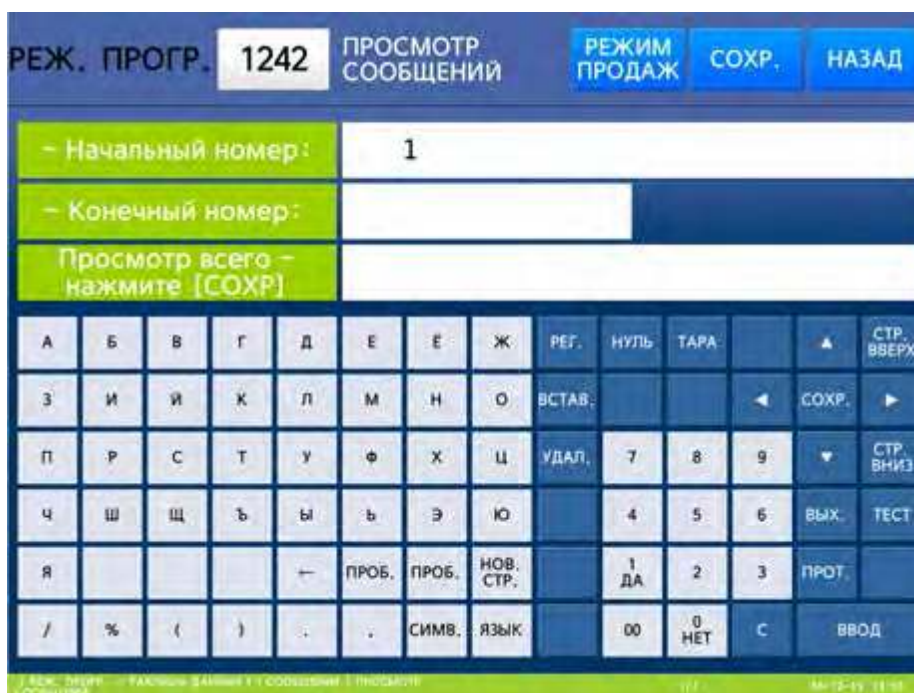 РЕЖ. ПРОГР. 1242 ПРОСМОТР СООБЩЕНИЙ РЕЖИМ ПРОДАЖ СОХР. НАЗАД
- Начальный номер: 1
- Конечный номер:
Просмотр всего -
нажмите [СОХР]
А Б В Г Д Е Ё Ж РЕГ. НУЛЬ ТАРА ▲ СТР. ВВЕРХ
З И Й К Л М Н О ВСТАВ. ◄ СОХР. ►
П Р С Т У Ф Х Ц УДАЛ. 7 8 9 ▼ СТР. ВНИЗ
Ч Ш Щ Ъ Ы Ь Э Ю 4 5 6 ВЫХ. ТЕСТ
Я ← ПРОБ. ПРОБ. НОВ. СТР. 1 ДА 2 3 ПРОТ.
/ % ( ) СИМВ. ЯЗЫК 00 0 НЕТ С ВВОД